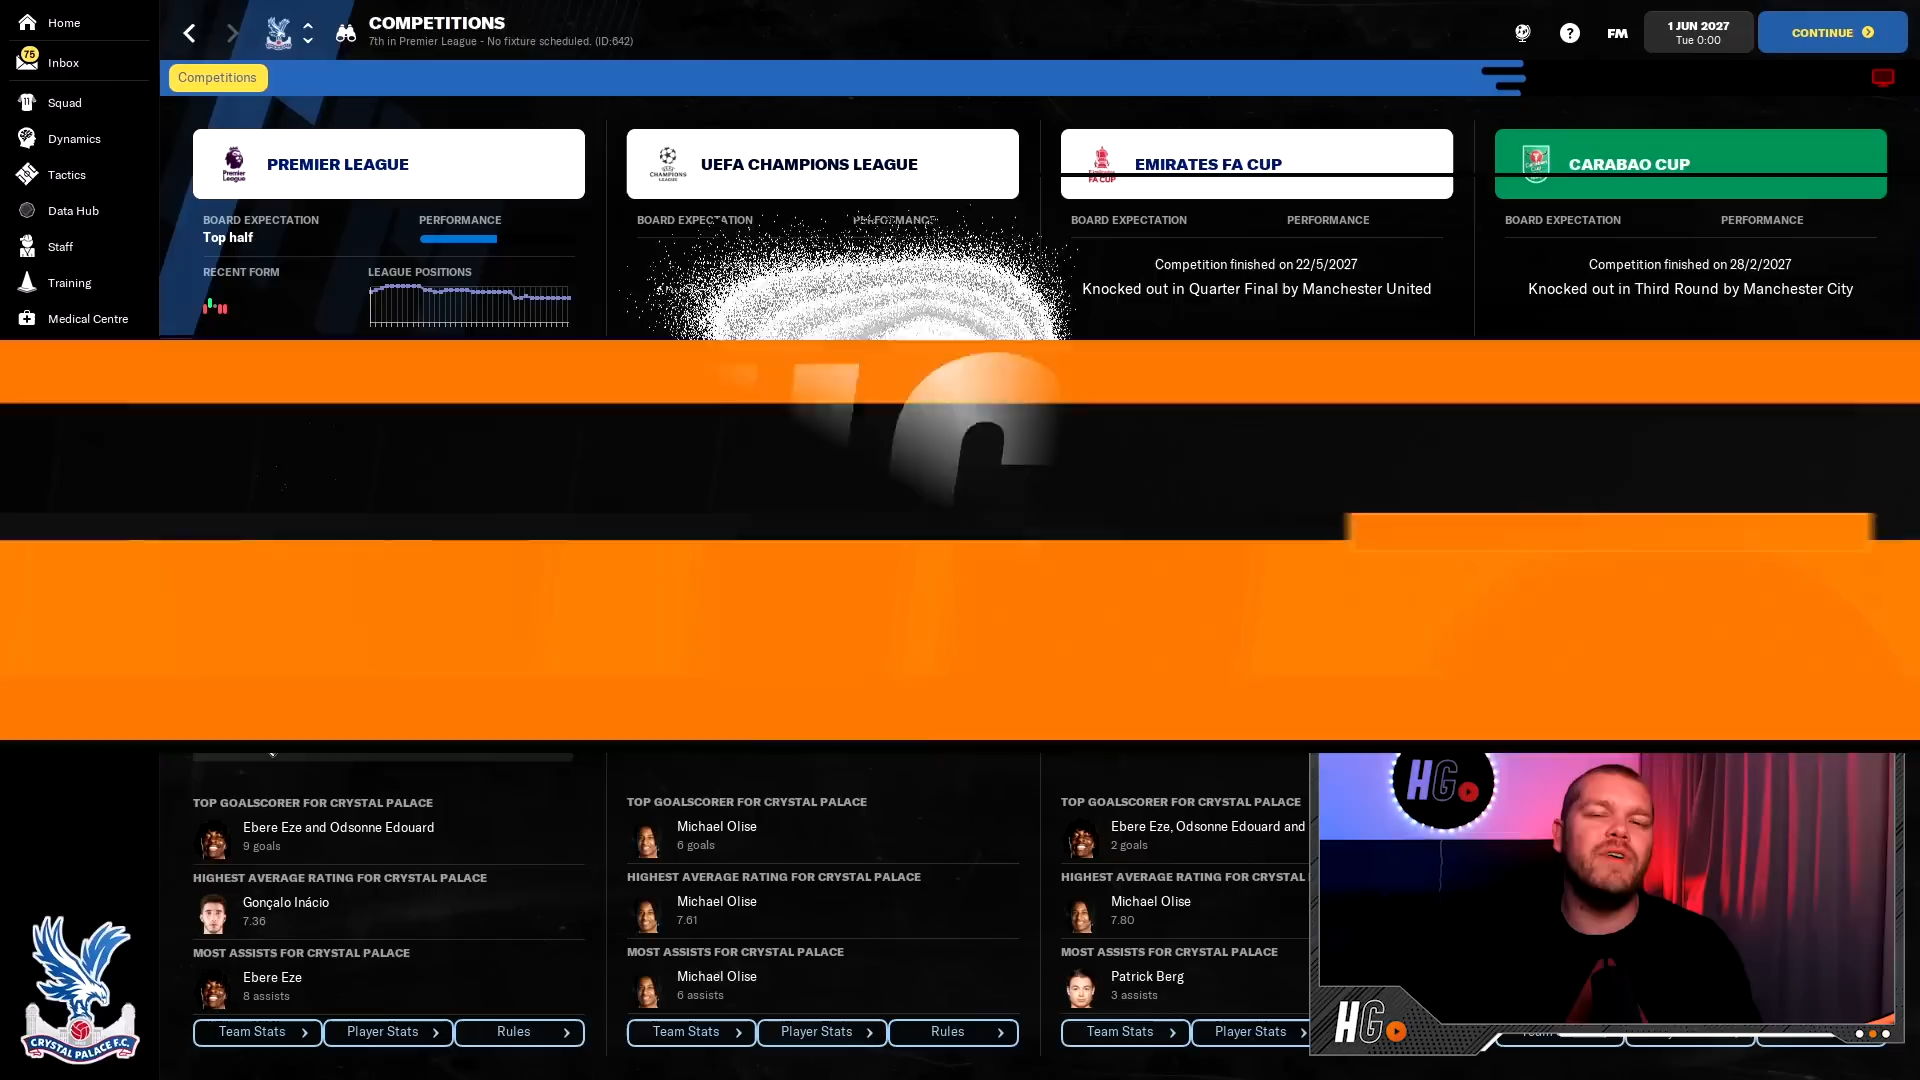 Home
75
Inbox
Squad
Dynamics
Tactics
Data Hub
Staff
Training
Medical Centre
COMPETITIONS
7th in Premier League - No fixture scheduled. (ID:642)
?
FM
1 JUN 2027
Tue 0:00
CONTINUE
Competitions
Premier
League
PREMIER LEAGUE
BOARD EXPECTATION
PERFORMANCE
Top half
RECENT FORM
LEAGUE POSITIONS
CHAMPIONS
LEAGUE
UEFA CHAMPIONS LEAGUE
BOARD EXPECTATION
PERFORMANCE
FA CUP
EMIRATES FA CUP
BOARD EXPECTATION
PERFORMANCE
Competition finished on 22/5/2027
Knocked out in Quarter Final by Manchester United
CARABAO CUP
BOARD EXPECTATION
PERFORMANCE
Competition finished on 28/2/2027
Knocked out in Third Round by Manchester City
TOP GOALSCORER FOR CRYSTAL PALACE
Ebere Eze and Odsonne Edouard
9 goals
HIGHEST AVERAGE RATING FOR CRYSTAL PALACE
Gonçalo Inácio
7.36
MOST ASSISTS FOR CRYSTAL PALACE
Ebere Eze
8 assists
Team Stats
Player Stats
Rules
TOP GOALSCORER FOR CRYSTAL PALACE
Michael Olise
6 goals
HIGHEST AVERAGE RATING FOR CRYSTAL PALACE
Michael Olise
7.61
MOST ASSISTS FOR CRYSTAL PALACE
Michael Olise
6 assists
Team Stats
Player Stats
Rules
TOP GOALSCORER FOR CRYSTAL PALACE
Ebere Eze, Odsonne Edouard and
2 goals
HIGHEST AVERAGE RATING FOR CRYSTAL
Michael Olise
7.80
MOST ASSISTS FOR CRYSTAL PALACE
Patrick Berg
3 assists
Team Stats
Player Stats
HG
HG
CRYSTAL PALACE F.C.